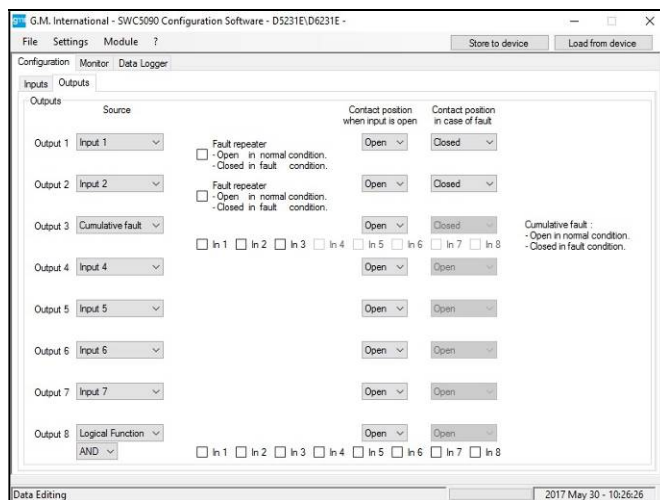 gmi G.M. International - SWC5090 Configuration Software - D5231E\D6231E -
File Settings Module ? Store to device Load from device
Configuration Monitor Data Logger
Inputs Outputs
Outputs
Source
Contact position when input is open
Contact position in case of fault
Output 1 Input 1
Fault repeater
- Open in normal condition.
- Closed in fault condition.
Open Closed
Output 2 Input 2
Fault repeater
- Open in normal condition.
- Closed in fault condition.
Open Closed
Output 3 Cumulative fault Open Closed
Cumulative fault :
- Open in normal condition.
- Closed in fault condition.
In 1 In 2 In 3 In 4 In 5 In 6 In 7 In 8
Output 4 Input 4 Open Open
Output 5 Input 5 Open Open
Output 6 Input 6 Open Open
Output 7 Input 7 Open Open
Output 8 Logical Function Open Open
AND In 1 In 2 In 3 In 4 In 5 In 6 In 7 In 8
Data Editing 2017 May 30 - 10:26:26